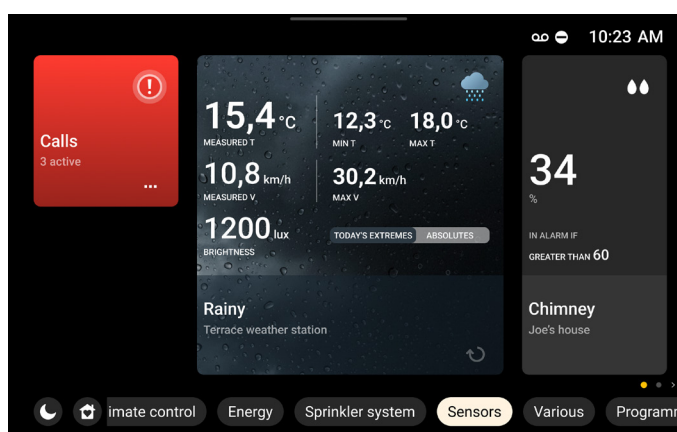 10:23 AM
Calls
3 active
15,4 °C
MEASURED T
12,3 °C
MIN T
18,0 °C
MAX T
10,8 km/h
MEASURED V
30,2 km/h
MAX V
1200 lux
BRIGHTNESS
TODAY'S EXTREMES ABSOLUTES
Rainy
Terrace weather station
34
%
IN ALARM IF
GREATER THAN 60
Chimney
Joe's house
imate control Energy Sprinkler system Sensors Various Programm